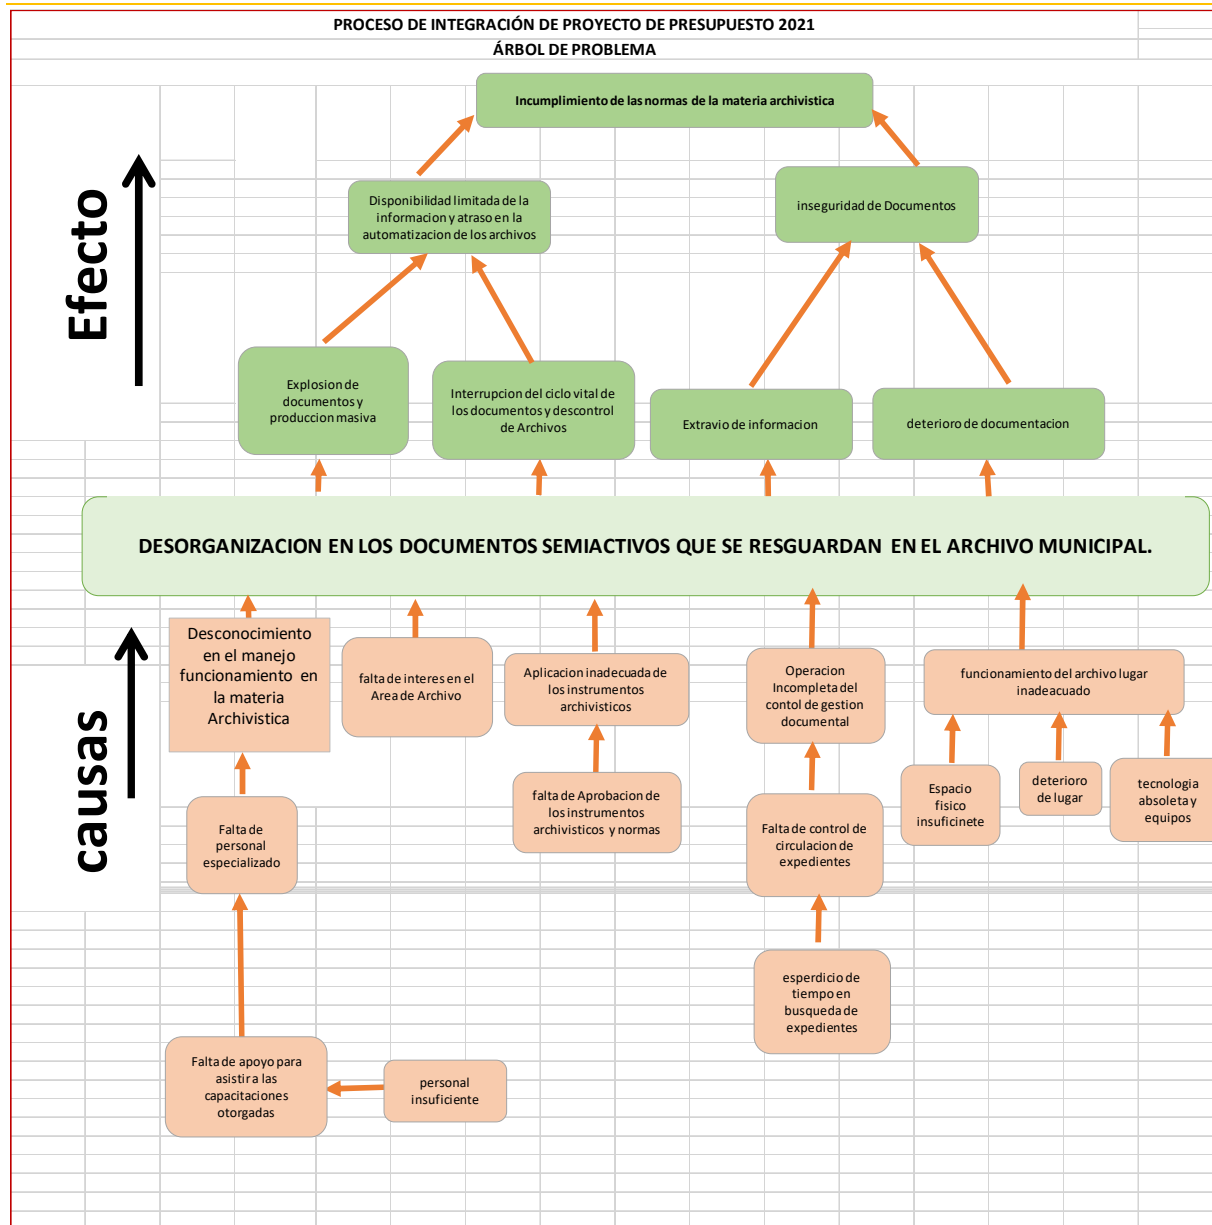 PROCESO DE INTEGRACIÓN DE PROYECTO DE PRESUPUESTO 2021
ÁRBOL DE PROBLEMA
Incumplimiento de las normas de la materia archivistica
Efecto
Disponibilidad limitada de la
informacion y atraso en la
automatizacion de los archivos
inseguridad de Documentos
Explosion de
documentos y
produccion masiva
Interrupcion del ciclo vital de
los documentos y descontrol
de Archivos
Extravio de informacion
deterioro de documentacion
DESORGANIZACION EN LOS DOCUMENTOS SEMIACTIVOS QUE SE RESGUARDAN EN EL ARCHIVO MUNICIPAL.
causas
Desconocimiento
en el manejo
funcionamiento en
la materia
Archivistica
falta de interes en el
Area de Archivo
Aplicacion inadecuada de
los instrumentos
archivisticos
Operacion
Incompleta del
contol de gestion
documental
funcionamiento del archivo lugar
inadeacuado
falta de Aprobacion de
los instrumentos
archivisticos y normas
Espacio
fisico
insuficinete
deterioro
de lugar
tecnologia
absoleta y
equipos
Falta de
personal
especializado
Falta de control de
circulacion de
expedientes
esperdicio de
tiempo en
busqueda de
expedientes
Falta de apoyo para
asistir a las
capacitaciones
otorgadas
personal
insuficiente